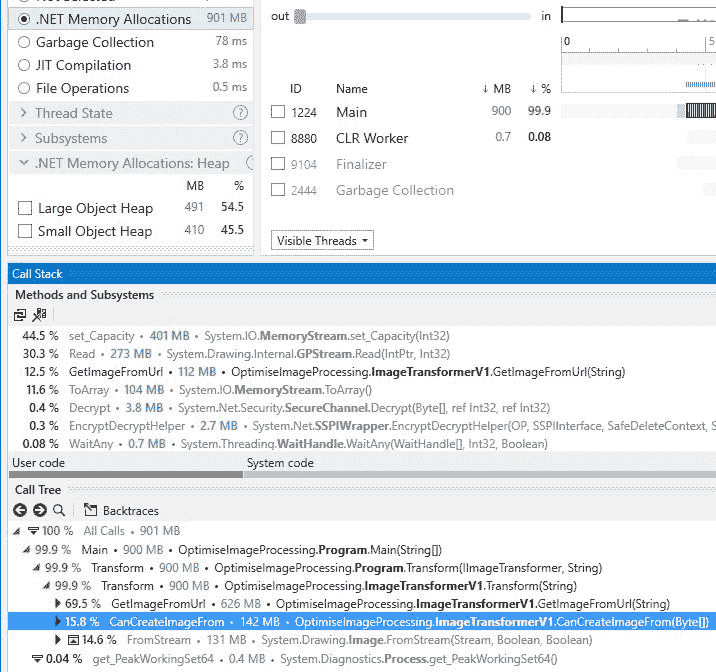 .NET Memory Allocations 901 MB
Garbage Collection 78 ms
JIT Compilation 3.8 ms
File Operations 0.5 ms
Thread State ?
Subsystems ?
.NET Memory Allocations: Heap
MB %
Large Object Heap 491 54.5
Small Object Heap 410 45.5
out in
0 5
ID Name ↓ MB ↓ %
1224 Main 900 99.9
8880 CLR Worker 0.7 0.08
9104 Finalizer
2444 Garbage Collection
Visible Threads
Call Stack
Methods and Subsystems
44.5 % set_Capacity • 401 MB • System.IO.MemoryStream.set_Capacity(Int32)
30.3 % Read • 273 MB • System.Drawing.Internal.GPStream.Read(IntPtr, Int32)
12.5 % GetImageFromUrl • 112 MB • OptimiseImageProcessing.ImageTransformerV1.GetImageFromUrl(String)
11.6 % ToArray • 104 MB • System.IO.MemoryStream.ToArray()
0.4 % Decrypt • 3.8 MB • System.Net.Security.SecureChannel.Decrypt(Byte[], ref Int32, ref Int32)
0.3 % EncryptDecryptHelper • 2.7 MB • System.Net.SSPIWrapper.EncryptDecryptHelper(OP, SSPIInterface, SafeDeleteContext, S
0.08 % WaitAny • 0.7 MB • System.Threading.WaitHandle.WaitAny(WaitHandle[], Int32, Boolean)
User code System code
Call Tree
Backtraces
100 % All Calls • 901 MB
99.9 % Main • 900 MB • OptimiseImageProcessing.Program.Main(String[])
99.9 % Transform • 900 MB • OptimiseImageProcessing.Program.Transform(IImageTransformer, String)
99.9 % Transform • 900 MB • OptimiseImageProcessing.ImageTransformerV1.Transform(String)
69.5 % GetImageFromUrl • 626 MB • OptimiseImageProcessing.ImageTransformerV1.GetImageFromUrl(String)
15.8 % CanCreateImageFrom • 142 MB • OptimiseImageProcessing.ImageTransformerV1.CanCreateImageFrom(Byte[])
14.6 % FromStream • 131 MB • System.Drawing.Image.FromStream(Stream, Boolean, Boolean)
0.04 % get_PeakWorkingSet64 • 0.4 MB • System.Diagnostics.Process.get_PeakWorkingSet64()